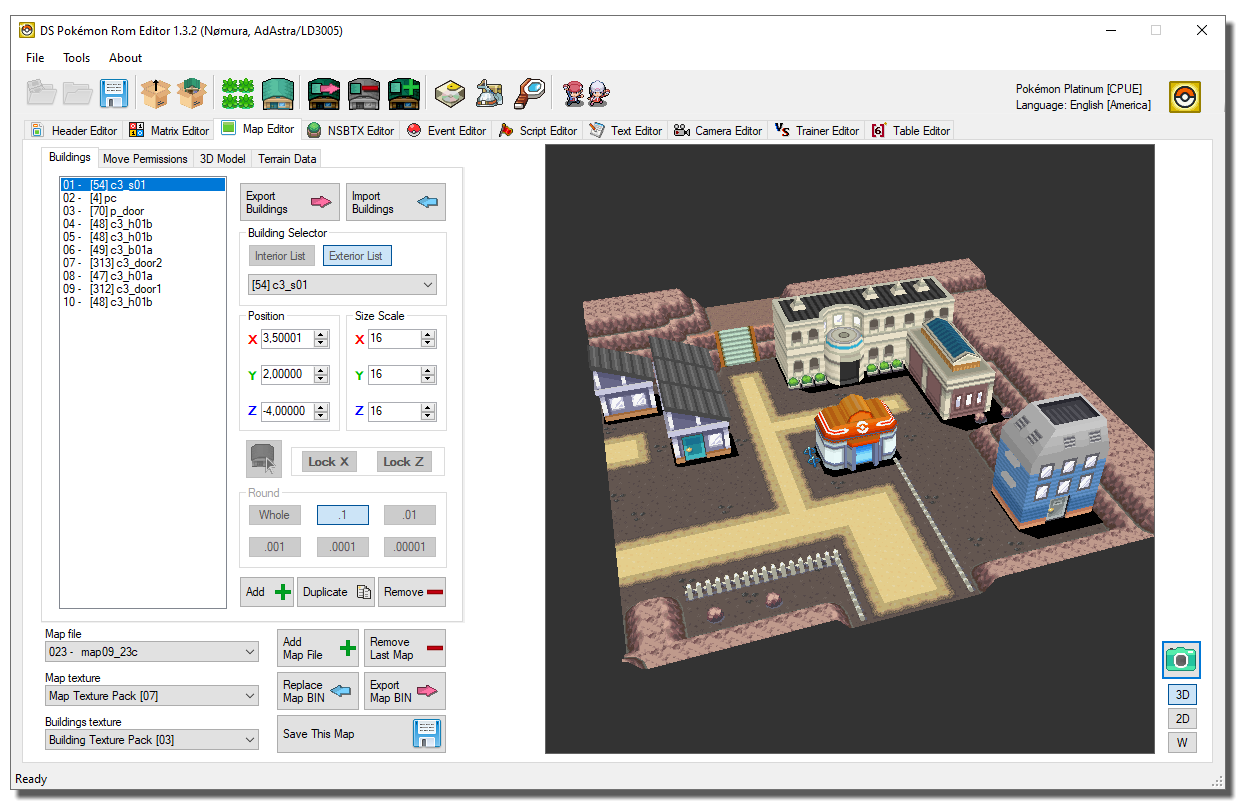 DS Pokémon Rom Editor 1.3.2 (Nømura, AdAstra/LD3005)
File Tools About
Pokémon Platinum [CPUE]
Language: English [America]
Header Editor Matrix Editor Map Editor NSBTX Editor Event Editor Script Editor Text Editor Camera Editor VS Trainer Editor [6] Table Editor
Buildings Move Permissions 3D Model Terrain Data
01 - [54] c3_s01
02 - [4] pc
03 - [70] p_door
04 - [48] c3_h01b
05 - [48] c3_h01b
06 - [49] c3_b01a
07 - [313] c3_door2
08 - [47] c3_h01a
09 - [312] c3_door1
10 - [48] c3_h01b
Export
Buildings
Import
Buildings
Building Selector
Interior List Exterior List
[54] c3_s01
Position
X 3,50001
Y 2,00000
Z -4,00000
Size Scale
X 16
Y 16
Z 16
Lock X Lock Z
Round
Whole .1 .01
.001 .0001 .00001
Add Duplicate Remove
Map file
023 - map09_23c
Map texture
Map Texture Pack [07]
Buildings texture
Building Texture Pack [03]
Add
Map File
Remove
Last Map
Replace
Map BIN
Export
Map BIN
Save This Map
3D
2D
W
Ready